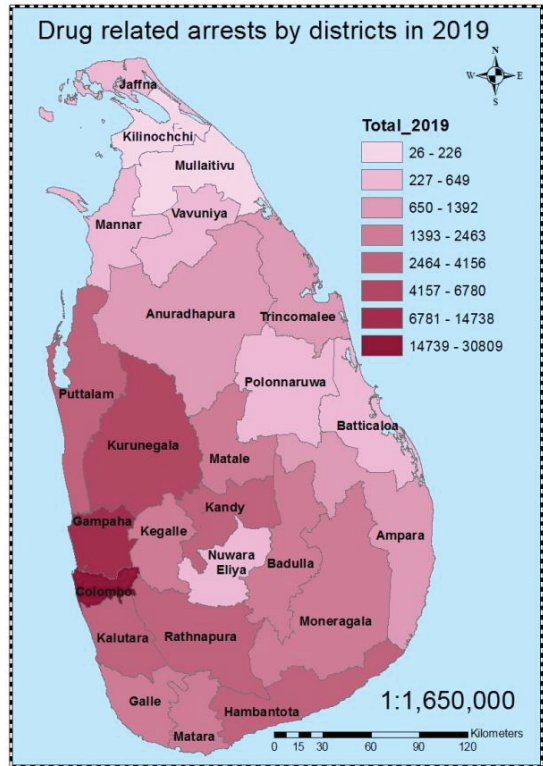 Drug related arrests by districts in 2019
N
W E
S
Jaffna
Kilinochchi
Mullaitivu
Mannar
Vavuniya
Total_2019
26 - 226
227 - 649
650 - 1392
1393 - 2463
2464 - 4156
4157 - 6780
6781 - 14738
14739 - 30809
Anuradhapura
Trincomalee
Polonnaruwa
Puttalam
Batticaloa
Kurunegala
Matale
Kandy
Gampaha
Kegalle
Ampara
Nuwara
Eliya
Badulla
Colombo
Moneragala
Kalutara
Rathnapura
Galle
Hambantota
Matara
1:1,650,000
Kilometers
0 15 30 60 90 120